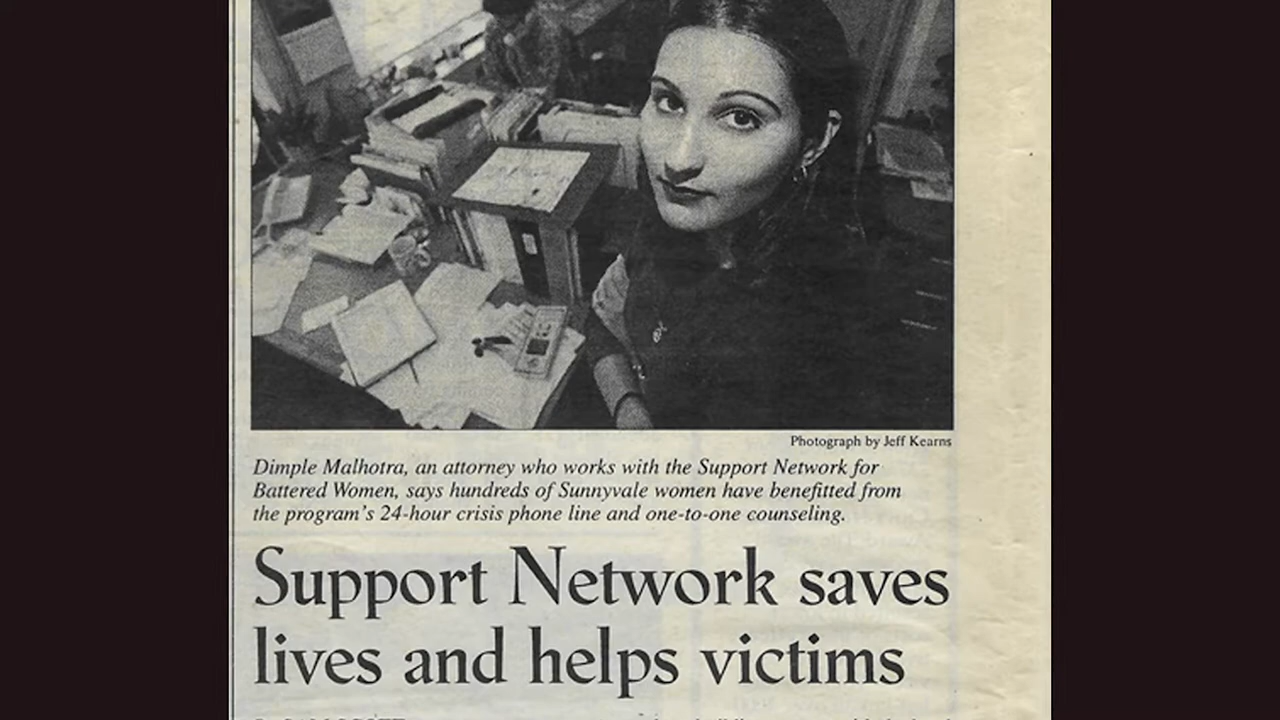 Photograph by Jeff Kearns
Dimple Malhotra, an attorney who works with the Support Network for
Battered Women, says hundreds of Sunnyvale women have benefitted from
the program's 24-hour crisis phone line and one-to-one counseling.
Support Network saves
lives and helps victims